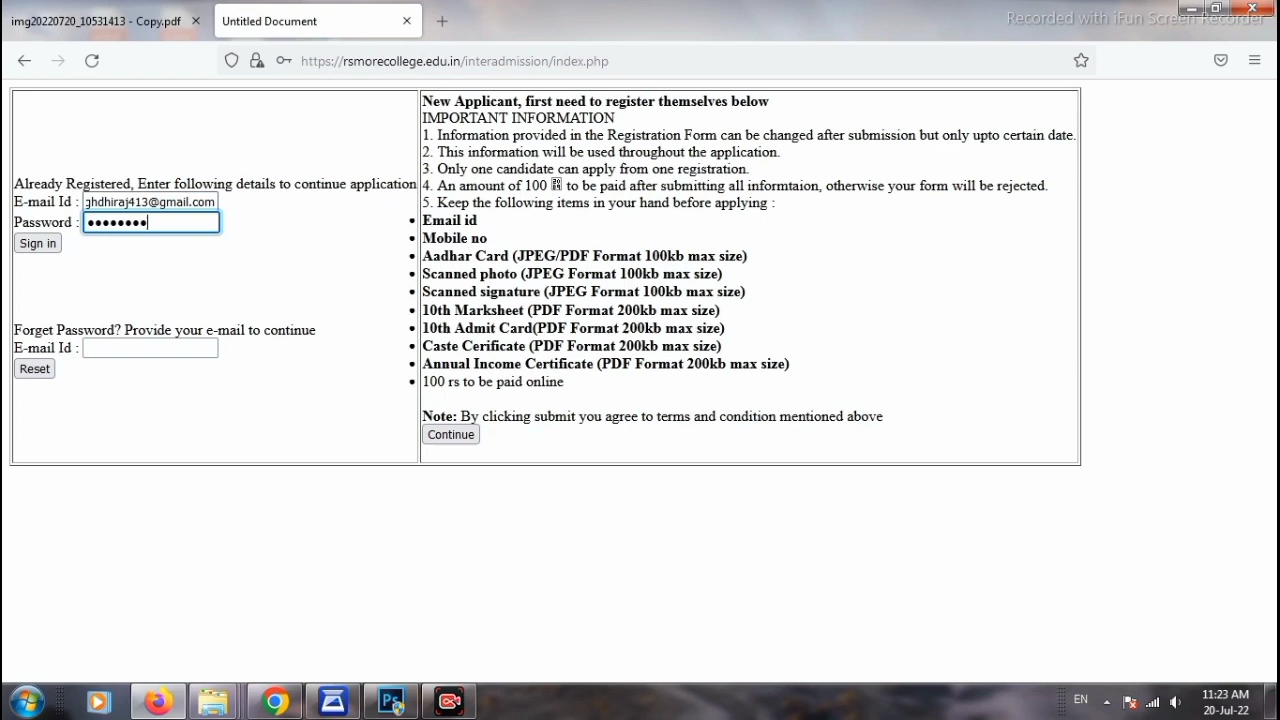 img20220720_10531413 - Copy.pdf
Untitled Document
Recorded with iFun Screen Recorder
https://rsmorecollege.edu.in/interadmission/index.php
Already Registered, Enter following details to continue application
E-mail Id : ghdhiraj413@gmail.com
Password : ••••••••
Sign in
Forget Password? Provide your e-mail to continue
E-mail Id :
Reset
New Applicant, first need to register themselves below
IMPORTANT INFORMATION
1. Information provided in the Registration Form can be changed after submission but only upto certain date.
2. This information will be used throughout the application.
3. Only one candidate can apply from one registration.
4. An amount of 100 to be paid after submitting all informtaion, otherwise your form will be rejected.
5. Keep the following items in your hand before applying :
• Email id
• Mobile no
• Aadhar Card (JPEG/PDF Format 100kb max size)
• Scanned photo (JPEG Format 100kb max size)
• Scanned signature (JPEG Format 100kb max size)
• 10th Marksheet (PDF Format 200kb max size)
• 10th Admit Card(PDF Format 200kb max size)
• Caste Cerificate (PDF Format 200kb max size)
• Annual Income Certificate (PDF Format 200kb max size)
• 100 rs to be paid online
Note: By clicking submit you agree to terms and condition mentioned above
Continue
Ps
EN
11:23 AM
20-Jul-22